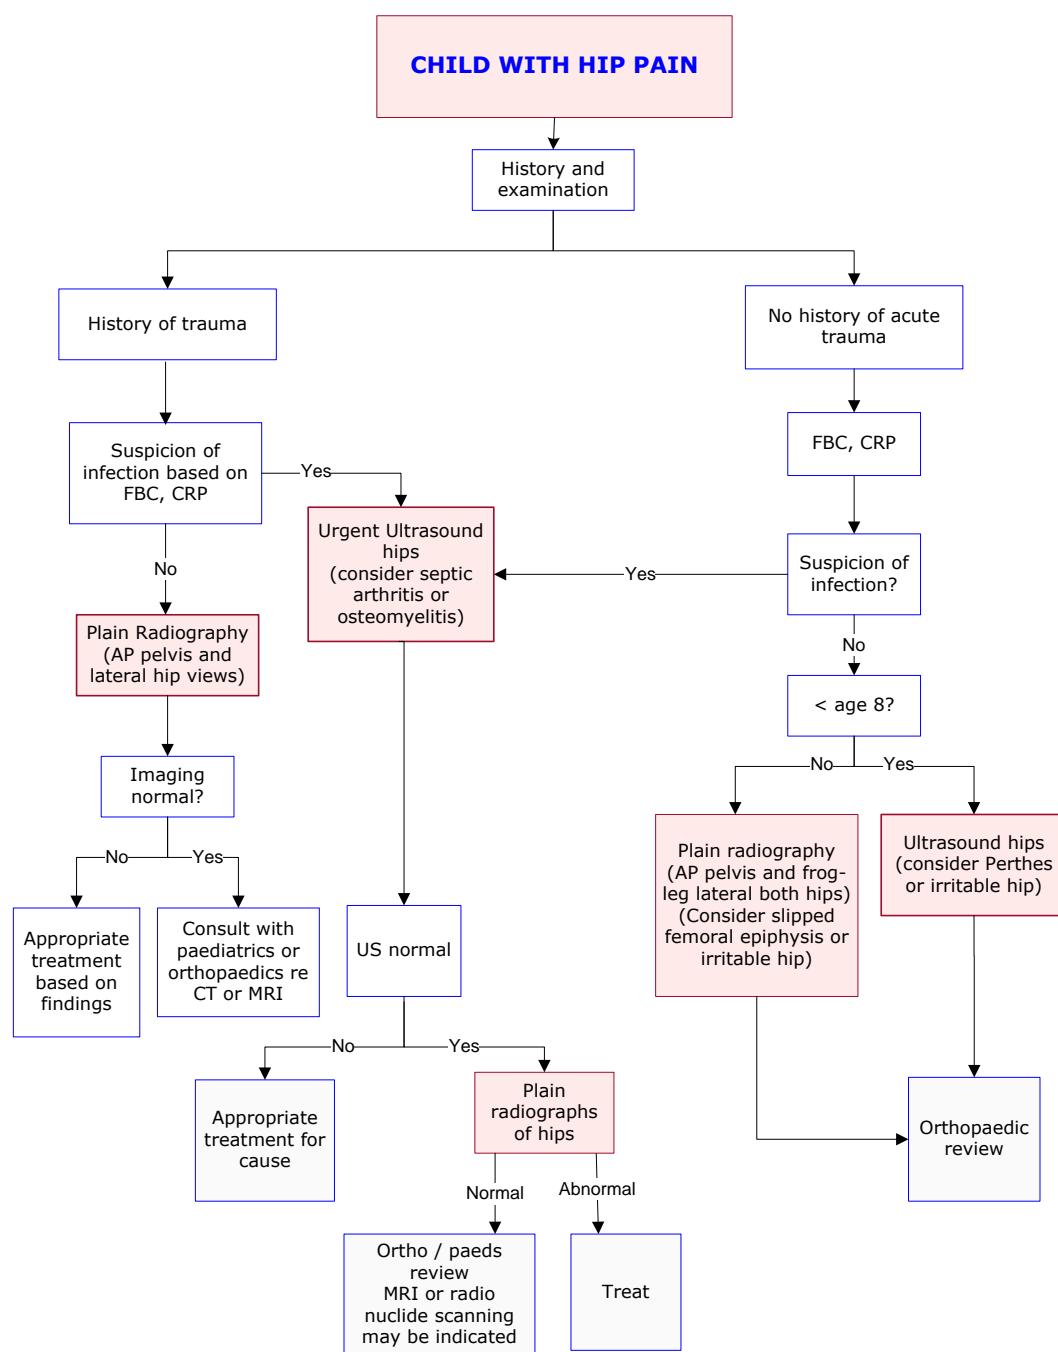 CHILD WITH HIP PAIN
History and
examination
History of trauma
No history of acute
trauma
Suspicion of
infection based on
FBC, CRP
Yes
FBC, CRP
Urgent Ultrasound
hips
(consider septic
arthritis or
osteomyelitis)
Yes
Suspicion of
infection?
No
No
Plain Radiography
(AP pelvis and
lateral hip views)
< age 8?
Imaging
normal?
No
Yes
No
Yes
Plain radiography
(AP pelvis and frog-
leg lateral both hips)
(Consider slipped
femoral epiphysis or
irritable hip)
Ultrasound hips
(consider Perthes
or irritable hip)
Appropriate
treatment
based on
findings
Consult with
paediatrics or
orthopaedics re
CT or MRI
US normal
No
Yes
Appropriate
treatment for
cause
Plain
radiographs
of hips
Orthopaedic
review
Normal
Abnormal
Ortho / paeds
review
MRI or radio
nuclide scanning
may be indicated
Treat